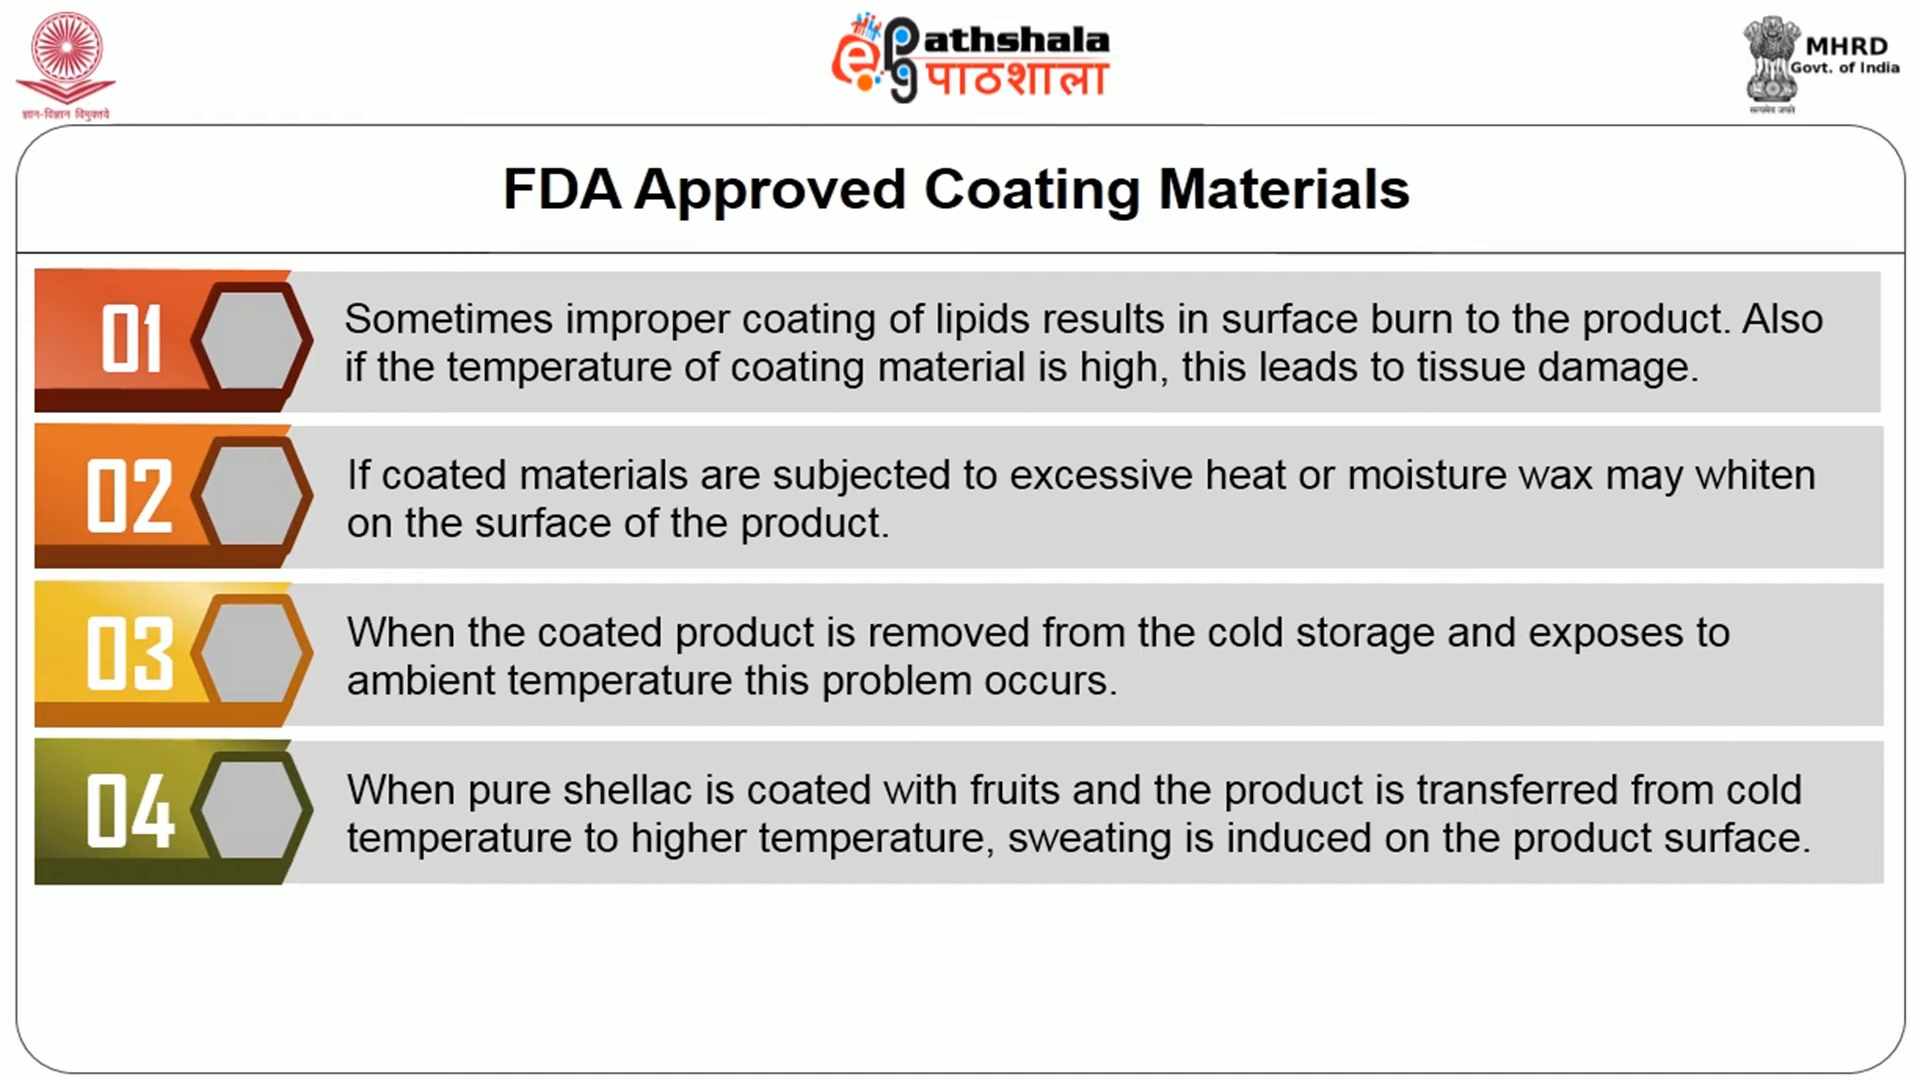 ज्ञान-विज्ञान विमुक्तये
e
pg
athshala
पाठशाला
MHRD
Govt. of India
सत्यमेव जयते
FDA Approved Coating Materials
01
Sometimes improper coating of lipids results in surface burn to the product. Also
if the temperature of coating material is high, this leads to tissue damage.
02
If coated materials are subjected to excessive heat or moisture wax may whiten
on the surface of the product.
03
When the coated product is removed from the cold storage and exposes to
ambient temperature this problem occurs.
04
When pure shellac is coated with fruits and the product is transferred from cold
temperature to higher temperature, sweating is induced on the product surface.